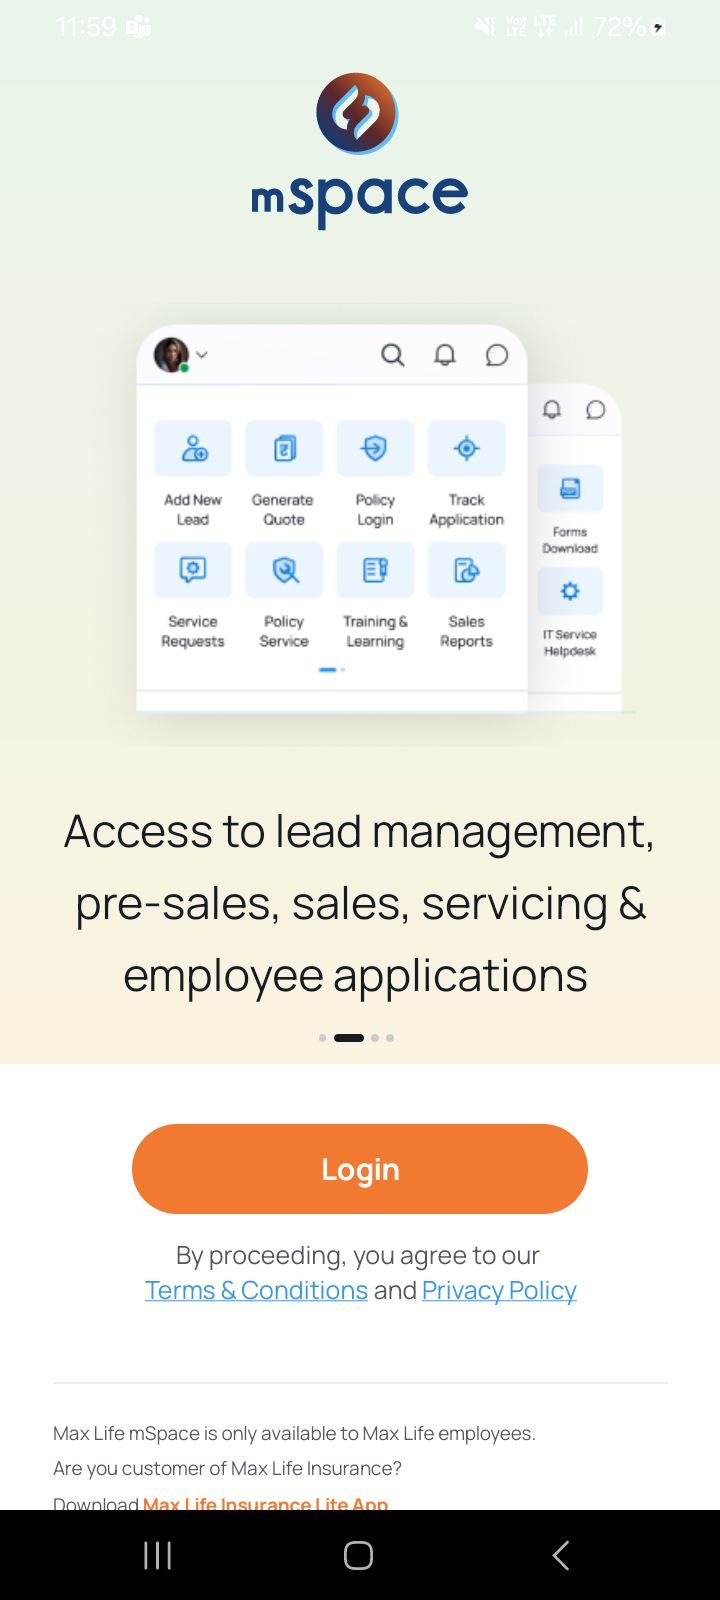 11:59
Vo) LTE
LTE
72%
mspace
Add New Lead
Generate Quote
Policy Login
Track Application
Forms Download
Service Requests
Policy Service
Training & Learning
Sales Reports
IT Service Helpdesk
Access to lead management,
pre-sales, sales, servicing &
employee applications
Login
By proceeding, you agree to our
Terms & Conditions and Privacy Policy
Max Life mSpace is only available to Max Life employees.
Are you customer of Max Life Insurance?
Download Max Life Insurance Lite App